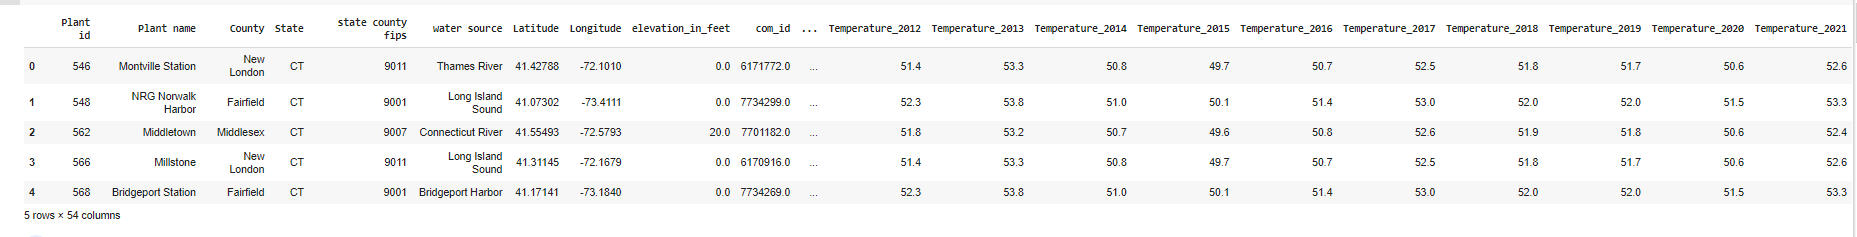 Plant id Plant name County State state county fips water source Latitude Longitude elevation_in_feet com_id ... Temperature_2012 Temperature_2013 Temperature_2014 Temperature_2015 Temperature_2016 Temperature_2017 Temperature_2018 Temperature_2019 Temperature_2020 Temperature_2021
0 546 Montville Station New London CT 9011 Thames River 41.42788 -72.1010 0.0 6171772.0 ... 51.4 53.3 50.8 49.7 50.7 52.5 51.8 51.7 50.6 52.6
1 548 NRG Norwalk Harbor Fairfield CT 9001 Long Island Sound 41.07302 -73.4111 0.0 7734299.0 ... 52.3 53.8 51.0 50.1 51.4 53.0 52.0 52.0 51.5 53.3
2 562 Middletown Middlesex CT 9007 Connecticut River 41.55493 -72.5793 20.0 7701182.0 ... 51.8 53.2 50.7 49.6 50.8 52.6 51.9 51.8 50.6 52.4
3 566 Millstone New London CT 9011 Long Island Sound 41.31145 -72.1679 0.0 6170916.0 ... 51.4 53.3 50.8 49.7 50.7 52.5 51.8 51.7 50.6 52.6
4 568 Bridgeport Station Fairfield CT 9001 Bridgeport Harbor 41.17141 -73.1840 0.0 7734269.0 ... 52.3 53.8 51.0 50.1 51.4 53.0 52.0 52.0 51.5 53.3
5 rows × 54 columns